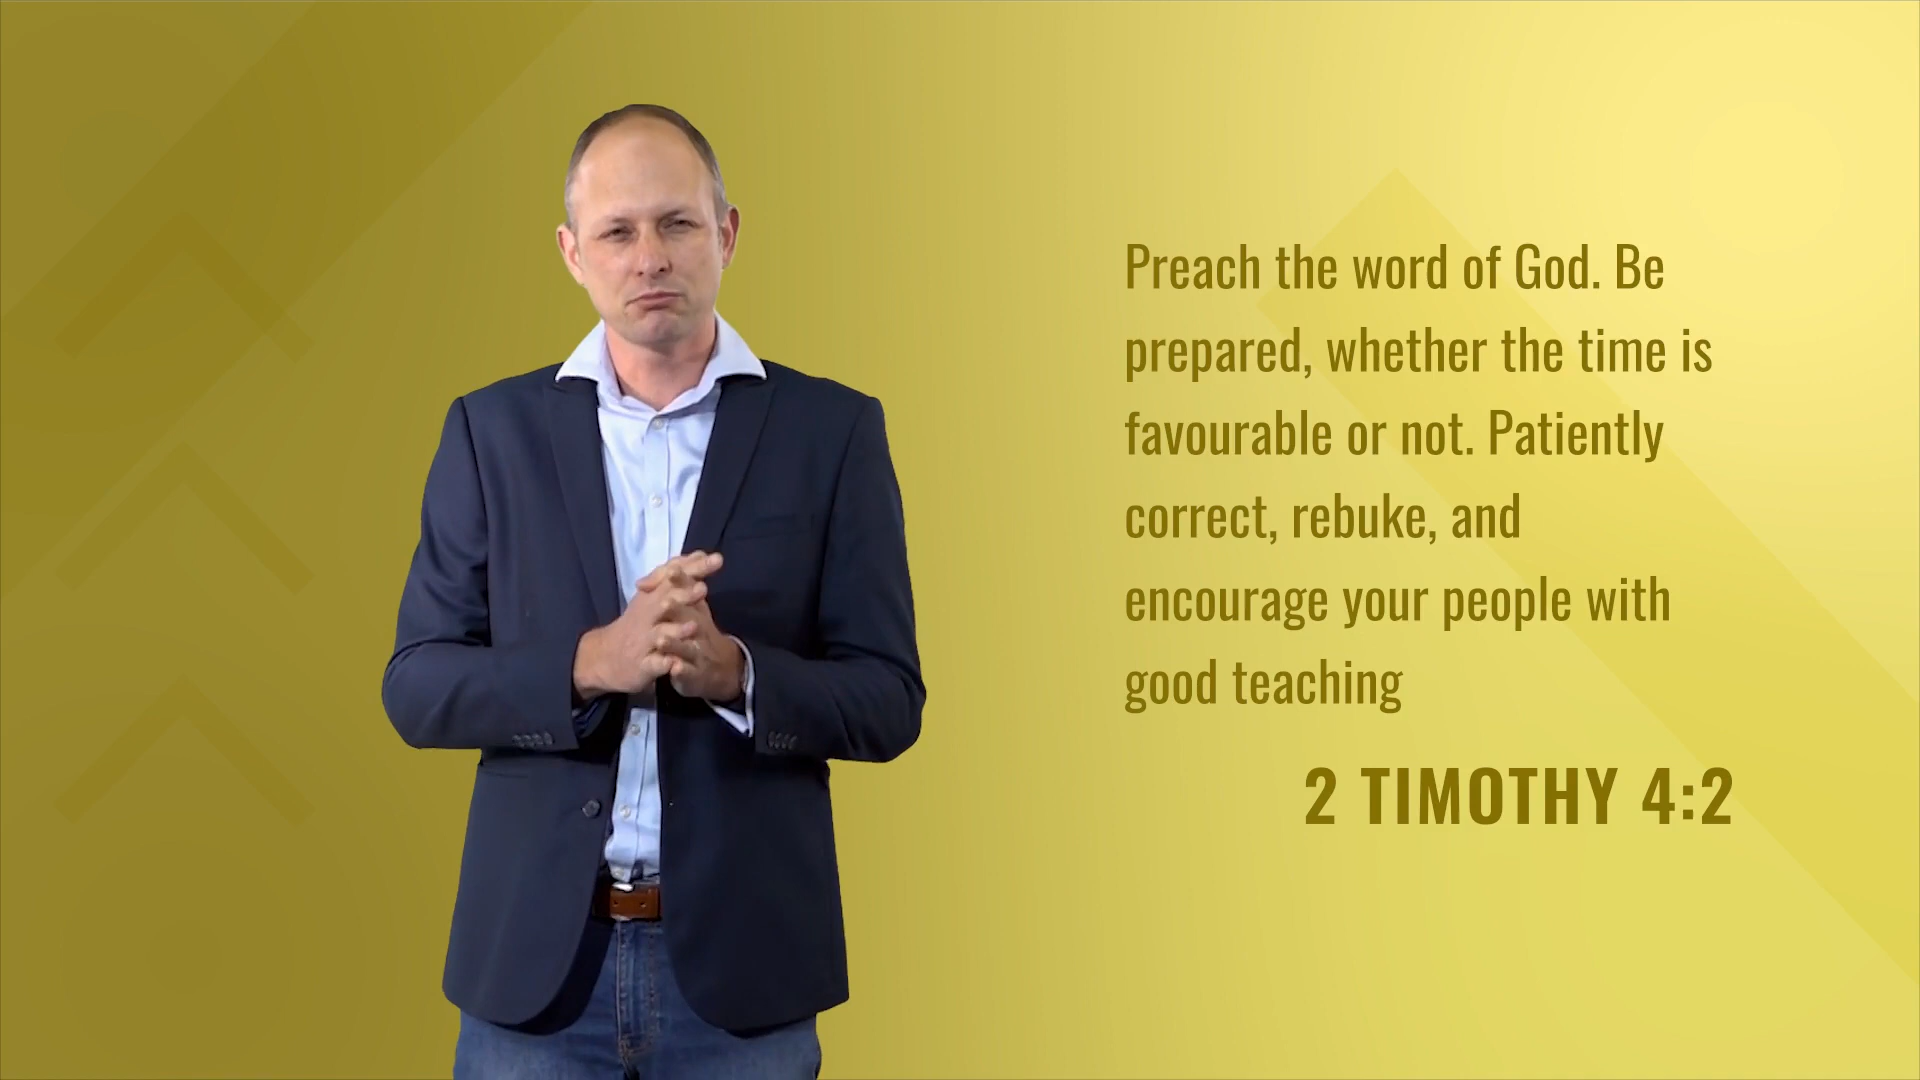 Preach the word of God. Be
prepared, whether the time is
favourable or not. Patiently
correct, rebuke, and
encourage your people with
good teaching
2 TIMOTHY 4:2